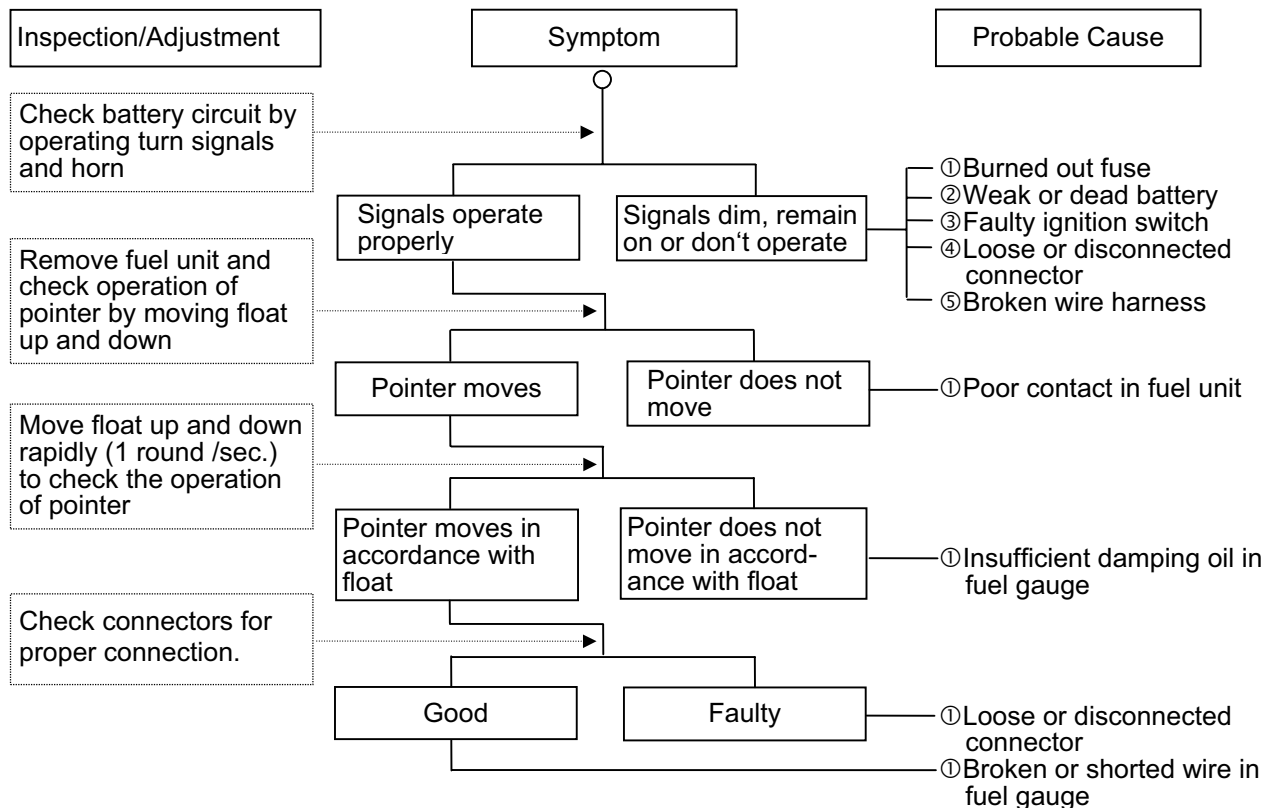 Inspection/Adjustment
Symptom
Probable Cause
Check battery circuit by
operating turn signals
and horn
Signals operate
properly
Signals dim, remain
on or don‘t operate
①Burned out fuse
②Weak or dead battery
③Faulty ignition switch
④Loose or disconnected
connector
⑤Broken wire harness
Remove fuel unit and
check operation of
pointer by moving float
up and down
Pointer moves
Pointer does not
move
①Poor contact in fuel unit
Move float up and down
rapidly (1 round /sec.)
to check the operation
of pointer
Pointer moves in
accordance with
float
Pointer does not
move in accord-
ance with float
①Insufficient damping oil in
fuel gauge
Check connectors for
proper connection.
Good
Faulty
①Loose or disconnected
connector
①Broken or shorted wire in
fuel gauge